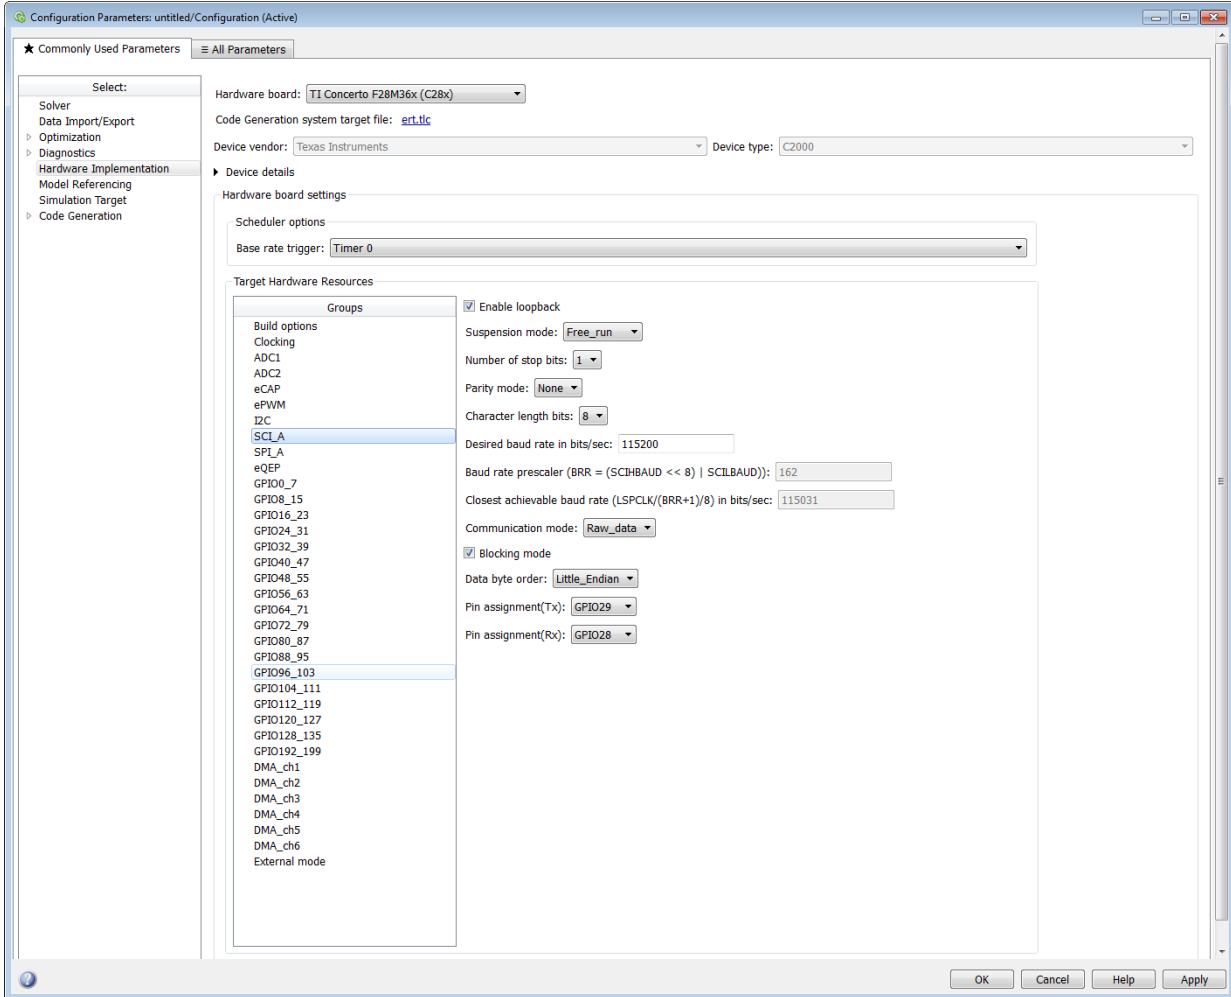 Configuration Parameters: untitled/Configuration (Active)
★ Commonly Used Parameters
≡ All Parameters
Select:
Solver
Data Import/Export
Optimization
Diagnostics
Hardware Implementation
Model Referencing
Simulation Target
Code Generation
Hardware board: TI Concerto F28M36x (C28x)
Code Generation system target file: ert.tlc
Device vendor: Texas Instruments Device type: C2000
Device details
Hardware board settings
Scheduler options
Base rate trigger: Timer 0
Target Hardware Resources
Groups
Build options
Clocking
ADC1
ADC2
eCAP
ePWM
I2C
SCI_A
SPI_A
eQEP
GPIO0_7
GPIO8_15
GPIO16_23
GPIO24_31
GPIO32_39
GPIO40_47
GPIO48_55
GPIO56_63
GPIO64_71
GPIO72_79
GPIO80_87
GPIO88_95
GPIO96_103
GPIO104_111
GPIO112_119
GPIO120_127
GPIO128_135
GPIO192_199
DMA_ch1
DMA_ch2
DMA_ch3
DMA_ch4
DMA_ch5
DMA_ch6
External mode
Enable loopback
Suspension mode: Free_run
Number of stop bits: 1
Parity mode: None
Character length bits: 8
Desired baud rate in bits/sec: 115200
Baud rate prescaler (BRR = (SCIHBAUD << 8) | SCILBAUD)): 162
Closest achievable baud rate (LSPCLK/(BRR+1)/8) in bits/sec: 115031
Communication mode: Raw_data
Blocking mode
Data byte order: Little_Endian
Pin assignment(Tx): GPIO29
Pin assignment(Rx): GPIO28
OK Cancel Help Apply